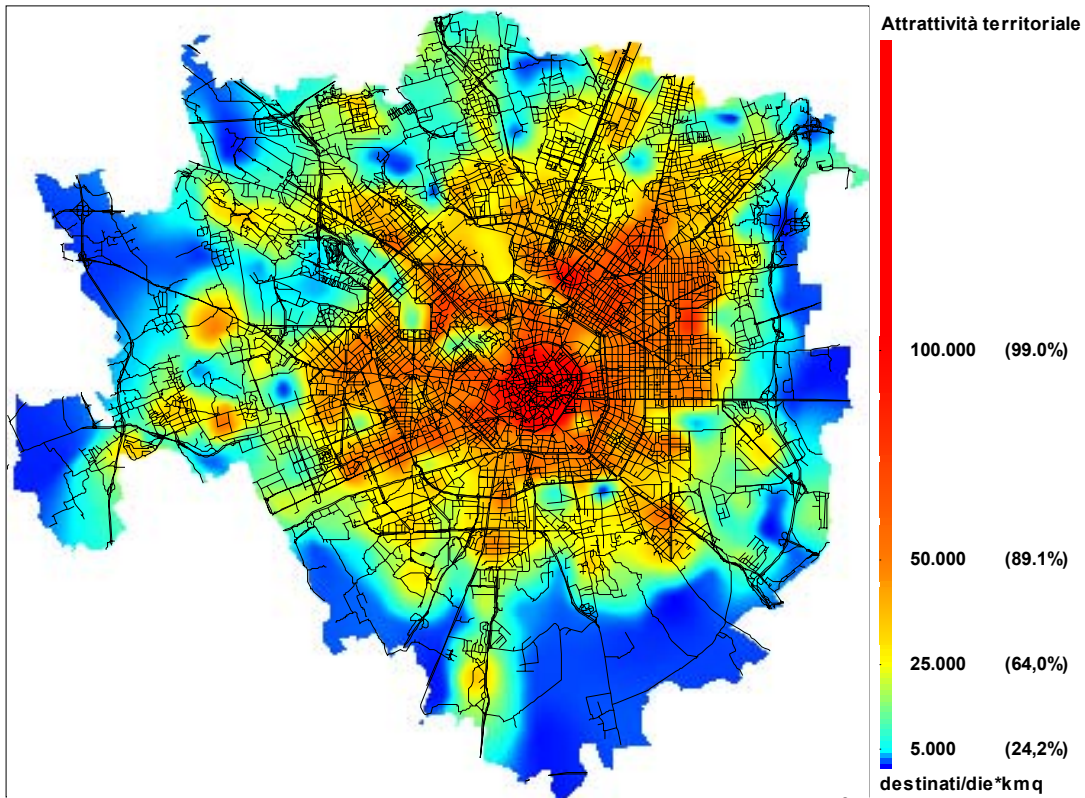 Attrattività territoriale
100.000 (99.0%)
50.000 (89.1%)
25.000 (64,0%)
5.000 (24,2%)
destinati/die*kmq